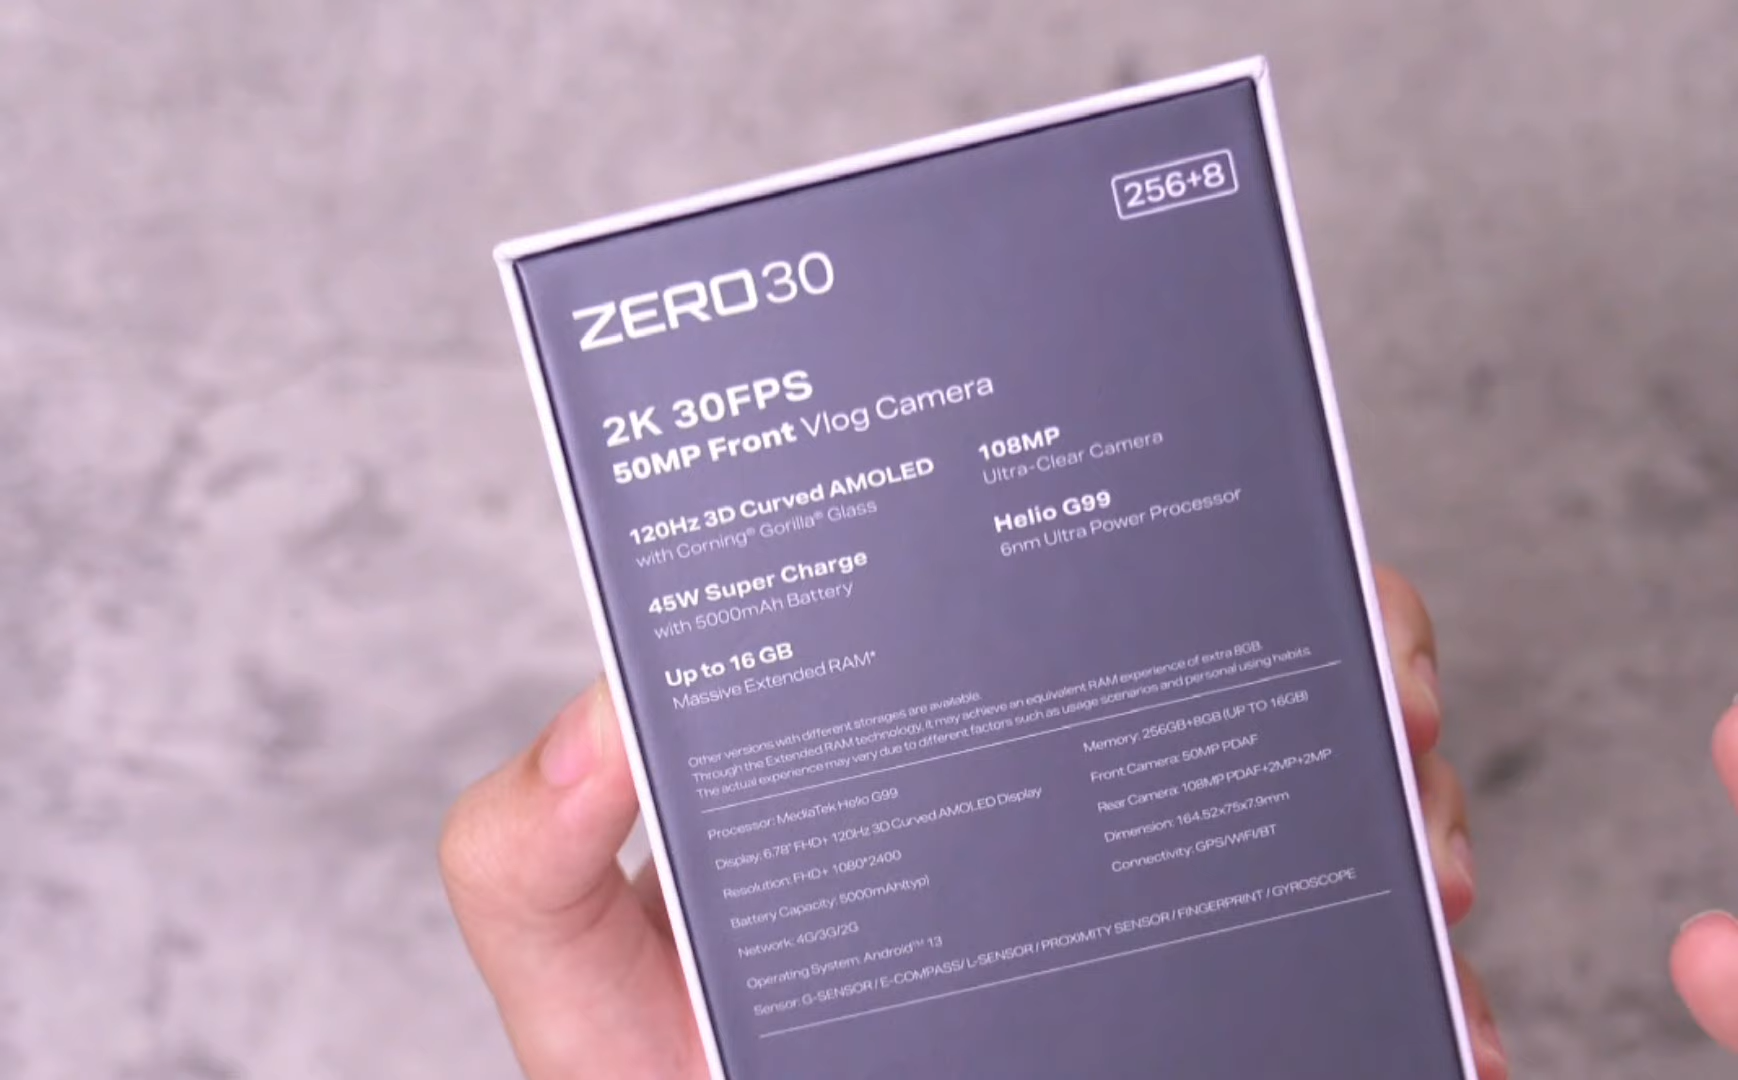 256+8
ZERO 30
2K 30FPS
50MP Front Vlog Camera
120Hz 3D Curved AMOLED
with Corning® Gorilla® Glass
108MP
Ultra-Clear Camera
45W Super Charge
with 5000mAh Battery
Helio G99
6nm Ultra Power Processor
Up to 16 GB
Massive Extended RAM*
Other versions with different storages are available.
Through the Extended RAM technology, it may achieve an equivalent RAM experience of extra 8GB.
The actual experience may vary due to different factors such as usage scenarios and personal using habits.
Processor: MediaTek Helio G99
Display: 6.78" FHD+ 120Hz 3D Curved AMOLED Display
Resolution: FHD+ 1080*2400
Battery Capacity: 5000mAh(typ)
Network: 4G/3G/2G
Operating System: Android™ 13
Memory: 256GB+8GB (UP TO 16GB)
Front Camera: 50MP PDAF
Rear Camera: 108MP PDAF+2MP+2MP
Dimension: 164.52x75x7.9mm
Connectivity: GPS/WIFI/BT
Sensor: G-SENSOR / E-COMPASS/ L-SENSOR / PROXIMITY SENSOR / FINGERPRINT / GYROSCOPE